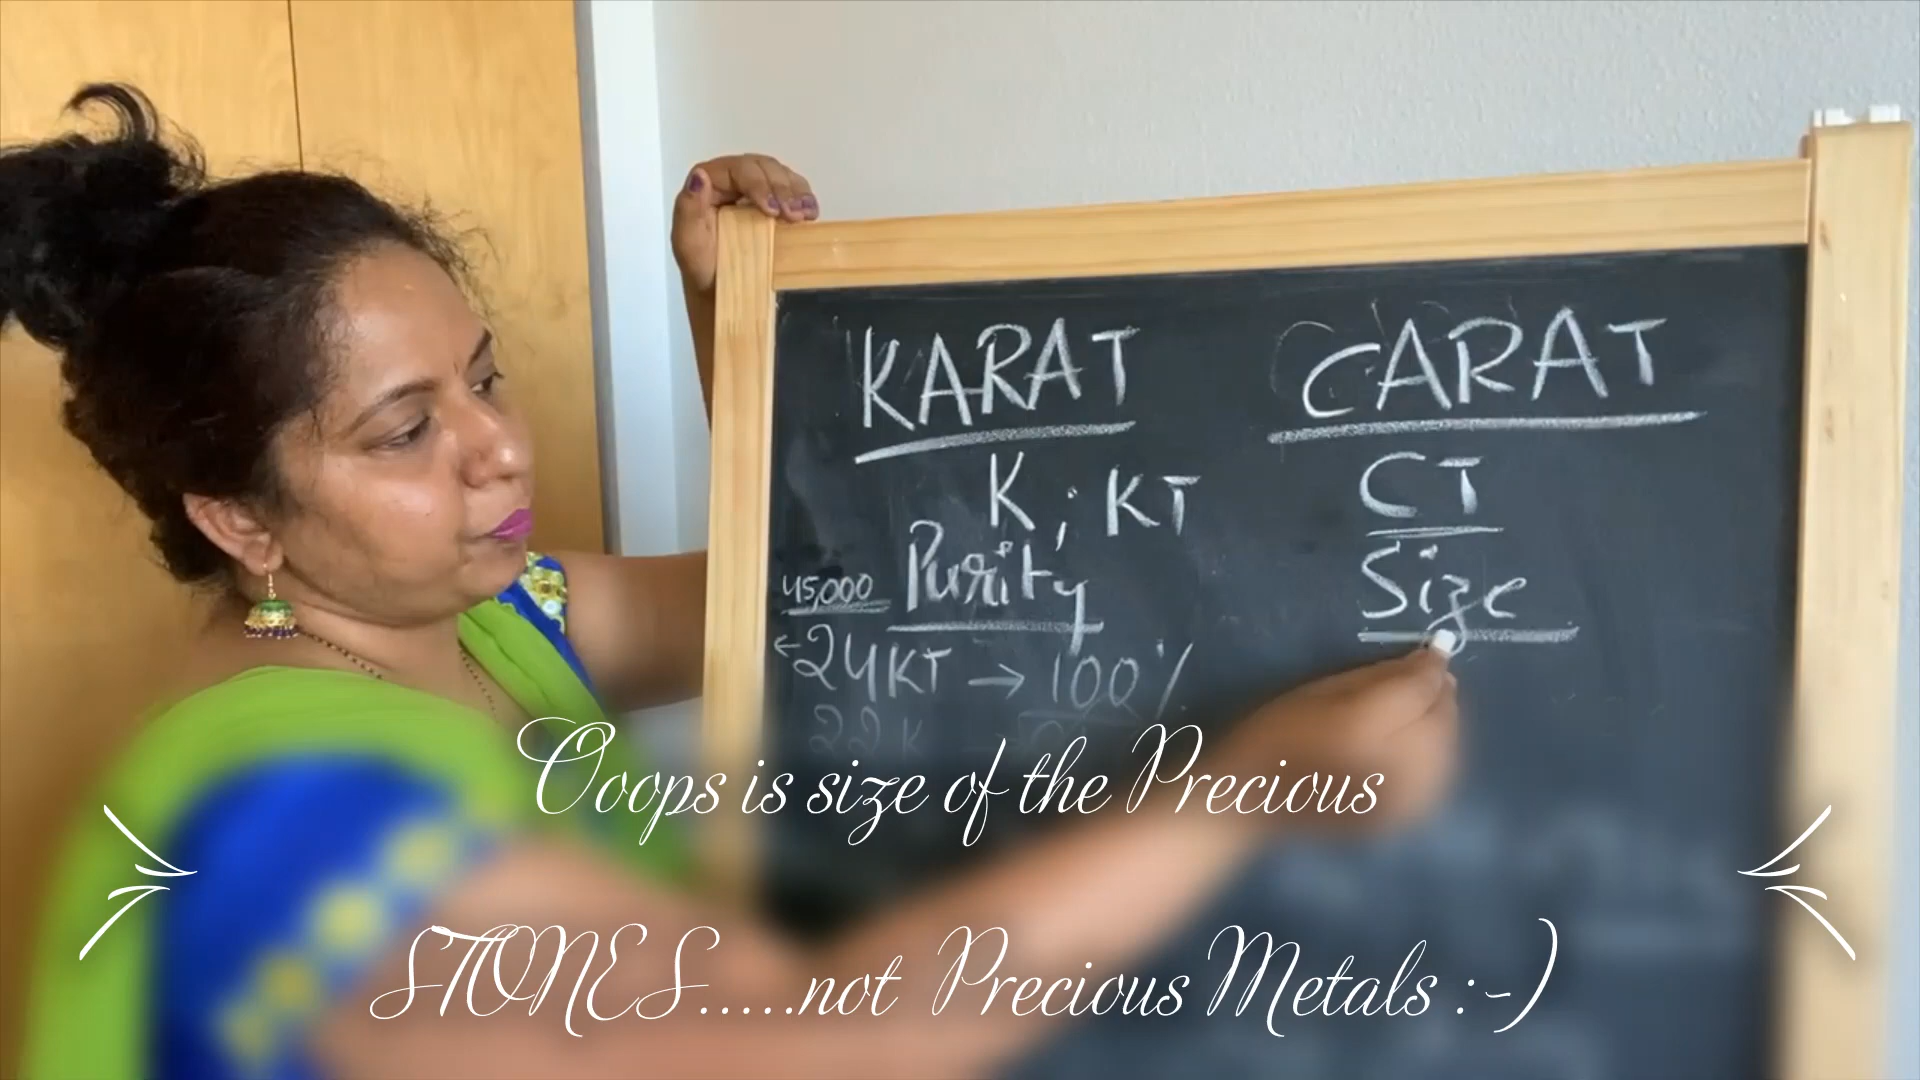 KARAT
K ; KT
Purity
45,000
←24KT → 100%
22K
CARAT
CT
Size
Ooops is size of the Precious
STONES.....not Precious Metals :-)